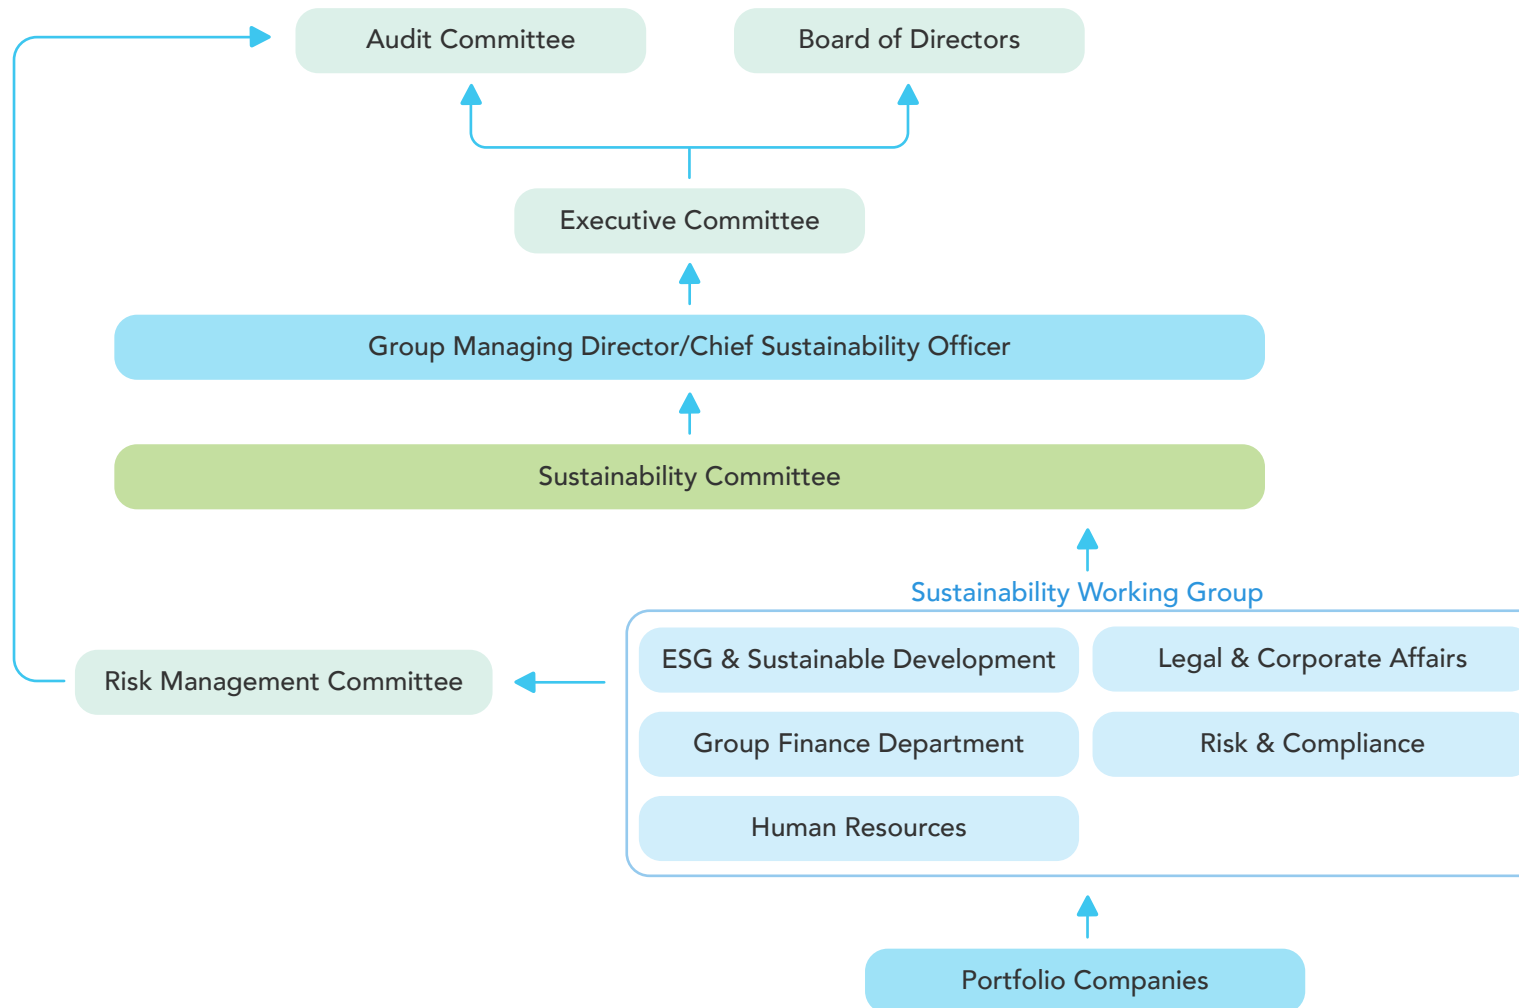 Audit Committee
Board of Directors
Executive Committee
Group Managing Director/Chief Sustainability Officer
Sustainability Committee
Sustainability Working Group
ESG & Sustainable Development
Legal & Corporate Affairs
Risk Management Committee
Group Finance Department
Risk & Compliance
Human Resources
Portfolio Companies